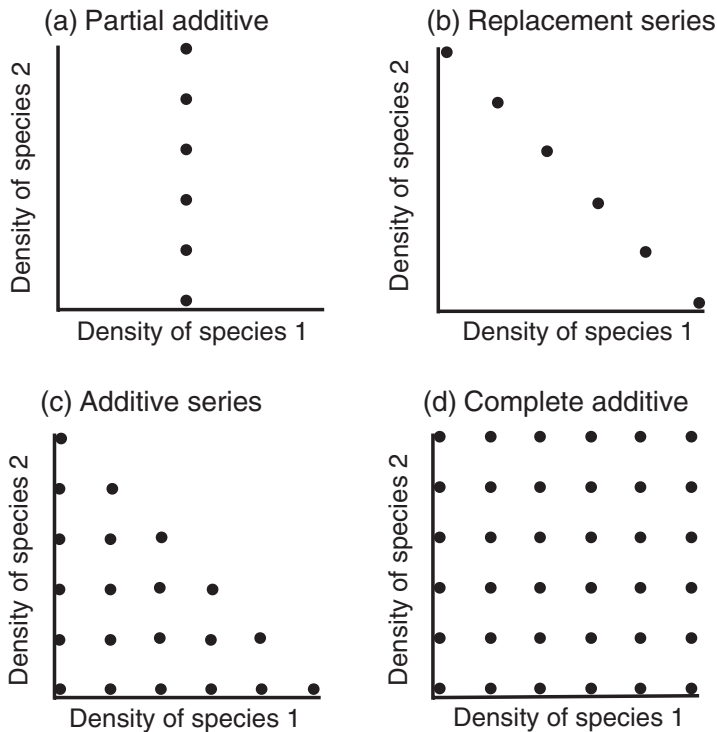 (a) Partial additive
Density of species 2
Density of species 1
(b) Replacement series
Density of species 2
Density of species 1
(c) Additive series
Density of species 2
Density of species 1
(d) Complete additive
Density of species 2
Density of species 1